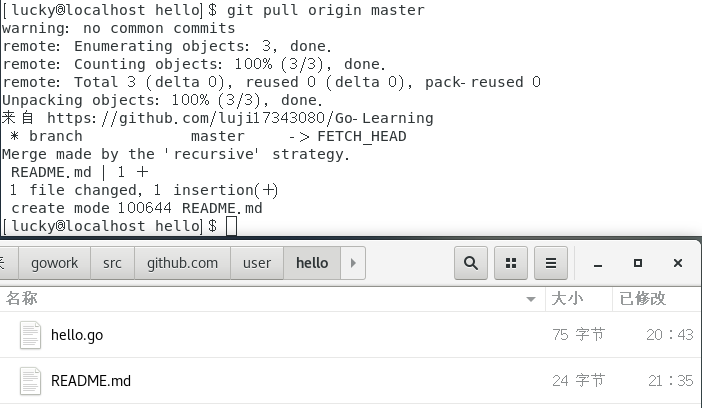 [lucky@localhost hello]$ git pull origin master
warning: no common commits
remote: Enumerating objects: 3, done.
remote: Counting objects: 100% (3/3), done.
remote: Total 3 (delta 0), reused 0 (delta 0), pack-reused 0
Unpacking objects: 100% (3/3), done.
来自 https://github.com/luji17343080/Go-Learning
 * branch            master     -> FETCH_HEAD
Merge made by the 'recursive' strategy.
 README.md | 1 +
 1 file changed, 1 insertion(+)
 create mode 100644 README.md
[lucky@localhost hello]$
gowork src github.com user hello
名称 大小 已修改
hello.go 75 字节 20：43
README.md 24 字节 21：35